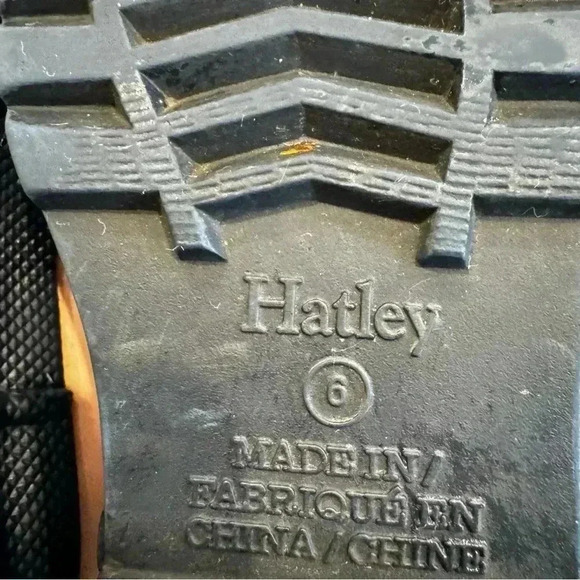 Hatley
6
MADE IN/
FABRIQUÉ EN
CHINA/CHINE